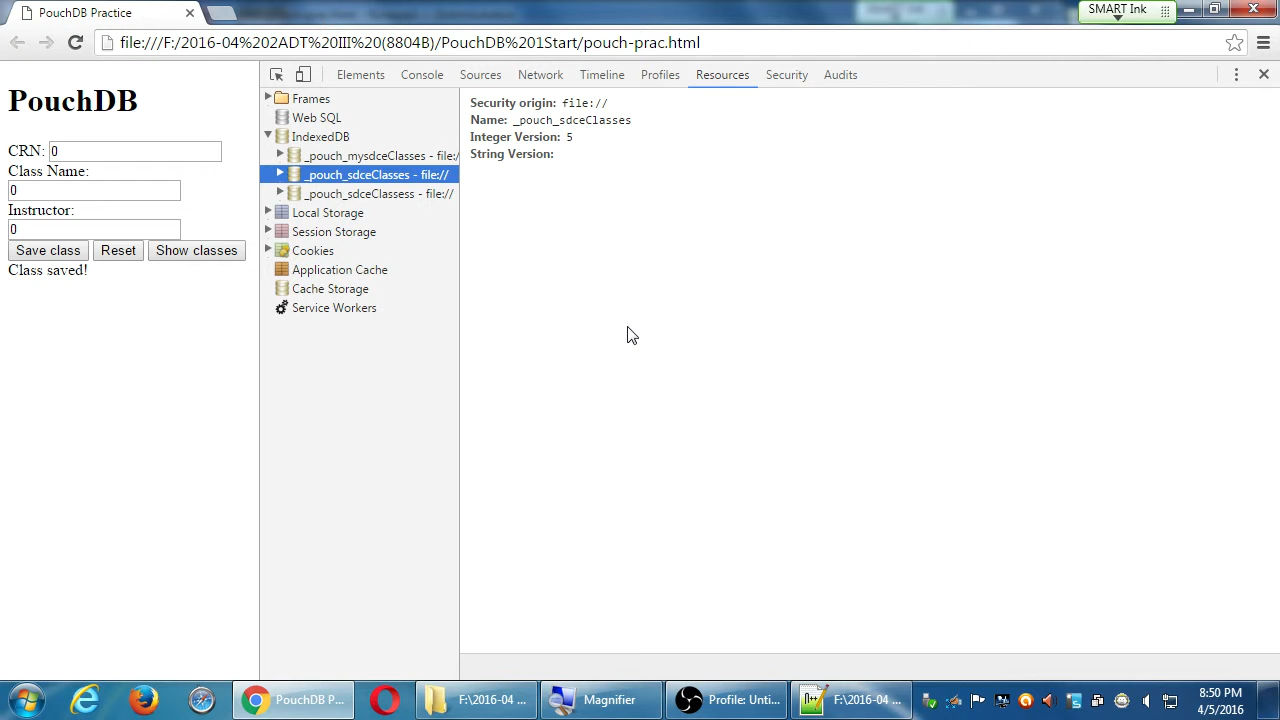 PouchDB Practice
SMART Ink
file:///F:/2016-04%202ADT%20III%20(8804B)/PouchDB%201Start/pouch-prac.html
Elements Console Sources Network Timeline Profiles Resources Security Audits
PouchDB
CRN: 0
Class Name:
0
Instructor:
0
Save class Reset Show classes
Class saved!
Frames
Web SQL
IndexedDB
_pouch_mysdceClasses - file:/
_pouch_sdceClasses - file://
_pouch_sdceClassess - file://
Local Storage
Session Storage
Cookies
Application Cache
Cache Storage
Service Workers
Security origin: file://
Name: _pouch_sdceClasses
Integer Version: 5
String Version:
PouchDB P...
F:\2016-04 ...
Magnifier
Profile: Unti...
F:\2016-04 ...
8:50 PM
4/5/2016